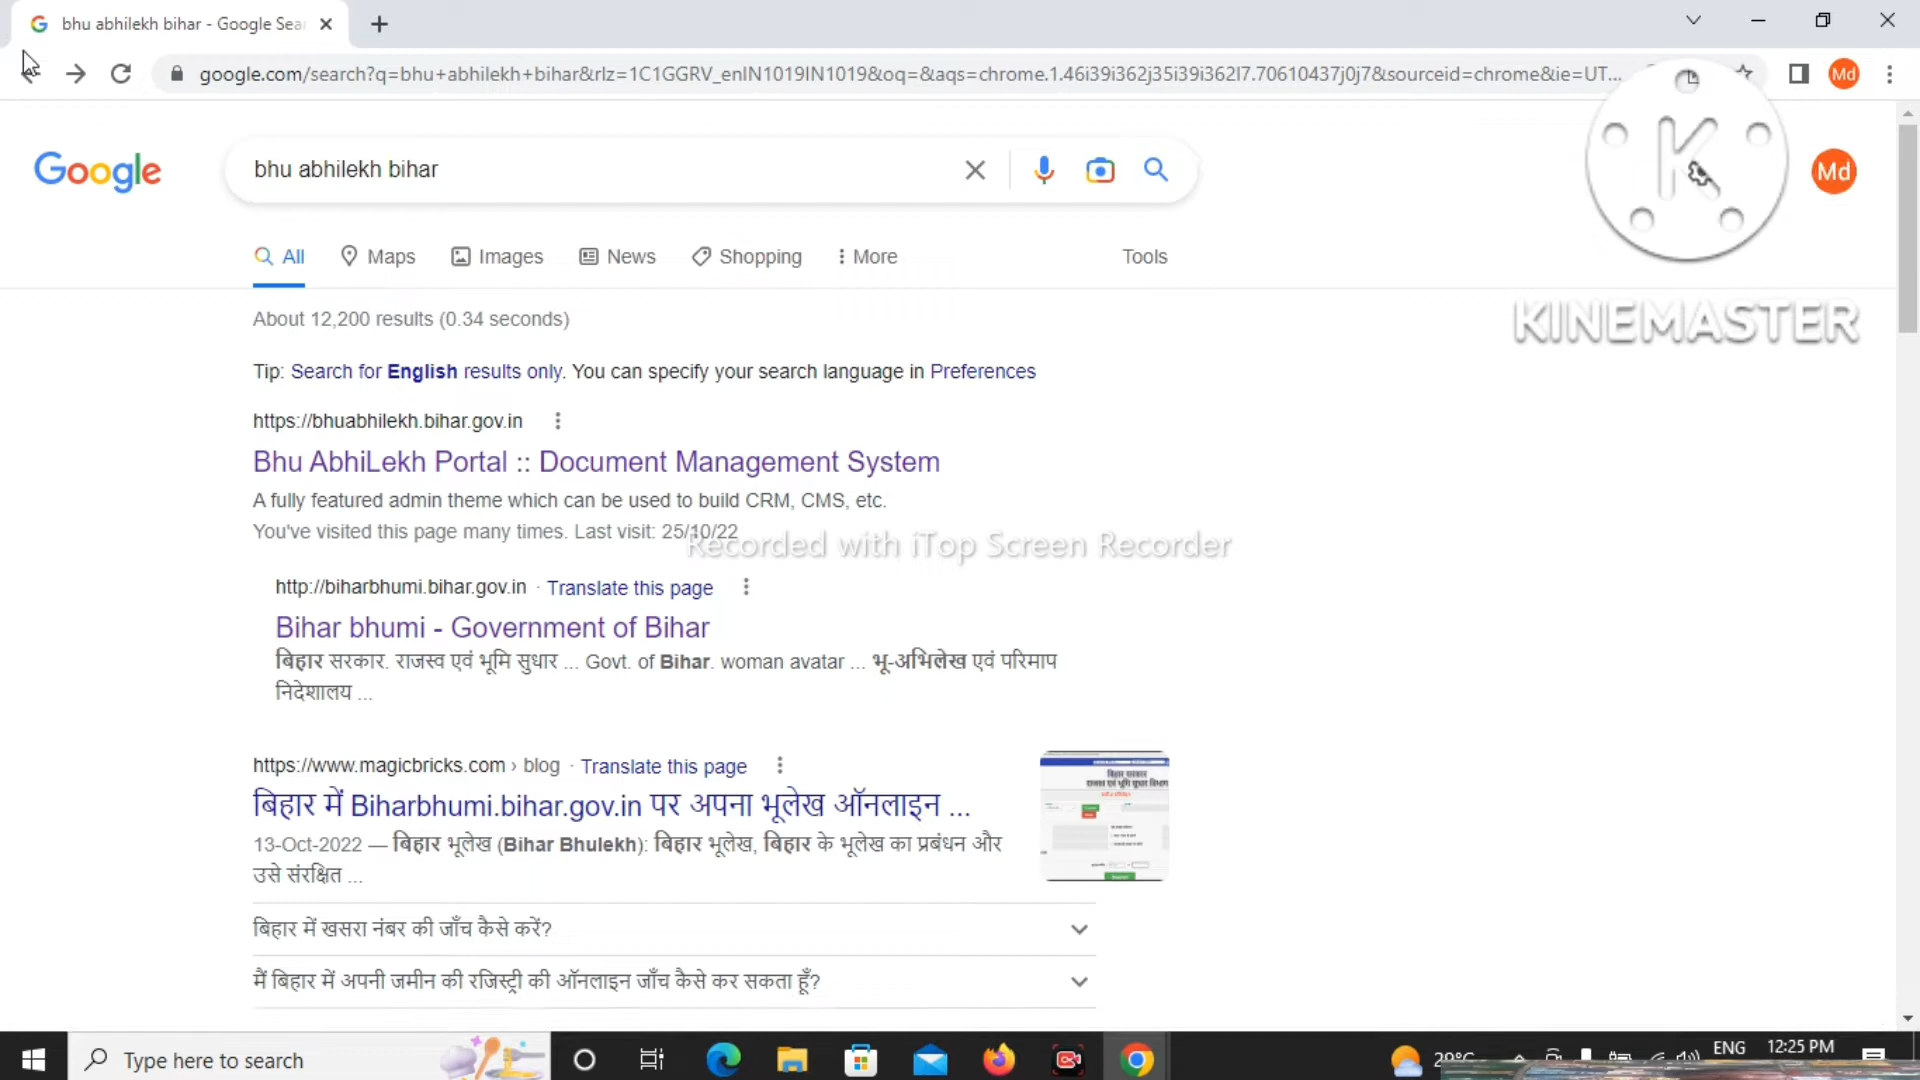 bhu abhilekh bihar - Google Sear
google.com/search?q=bhu+abhilekh+bihar&rlz=1C1GGRV_enIN1019IN1019&oq=&aqs=chrome.1.46i39i362j35i39i362l7.70610437j0j7&sourceid=chrome&ie=UT...
Md
Google
bhu abhilekh bihar
K
Md
All Maps Images News Shopping More Tools
KINEMASTER
About 12,200 results (0.34 seconds)
Tip: Search for English results only. You can specify your search language in Preferences
https://bhuabhilekh.bihar.gov.in
Bhu AbhiLekh Portal :: Document Management System
A fully featured admin theme which can be used to build CRM, CMS, etc.
You've visited this page many times. Last visit: 25/10/22
Recorded with iTop Screen Recorder
http://biharbhumi.bihar.gov.in · Translate this page
Bihar bhumi - Government of Bihar
बिहार सरकार. राजस्व एवं भूमि सुधार ... Govt. of Bihar. woman avatar ... भू-अभिलेख एवं परिमाप
निदेशालय ...
https://www.magicbricks.com › blog · Translate this page
बिहार में Biharbhumi.bihar.gov.in पर अपना भूलेख ऑनलाइन ...
13-Oct-2022 — बिहार भूलेख (Bihar Bhulekh): बिहार भूलेख, बिहार के भूलेख का प्रबंधन और
उसे संरक्षित ...
बिहार सरकार
राजस्व एवं भूमि सुधार विभाग
बिहार में खसरा नंबर की जाँच कैसे करें?
मैं बिहार में अपनी जमीन की रजिस्ट्री की ऑनलाइन जाँच कैसे कर सकता हूँ?
Type here to search
29°C
ENG
12:25 PM